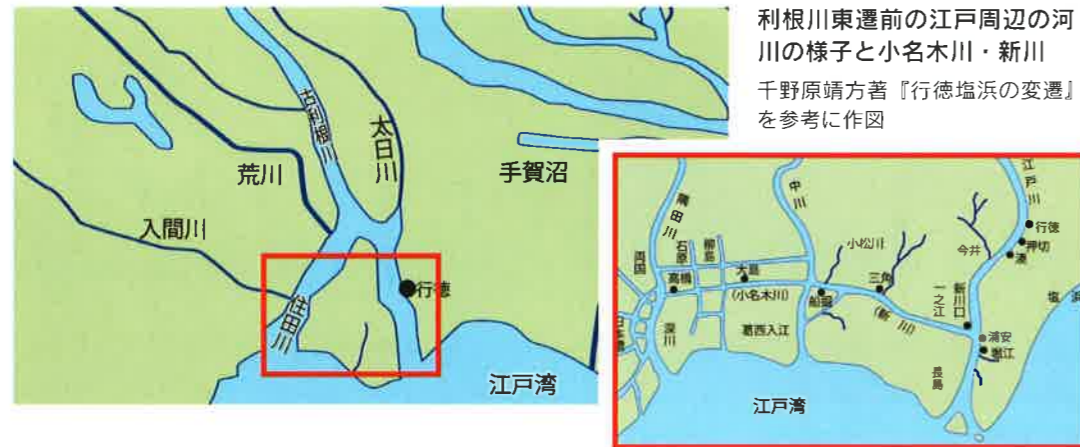 利根川東遷前の江戸周辺の河
川の様子と小名木川・新川
千野原靖方著『行徳塩浜の変遷』
を参考に作図
古利根川
太日川
荒川
手賀沼
入間川
行徳
住田川
江戸湾
江戸川
隅田川
中川
行徳
押切
湊
小松川
今井
石原
柳島
両国
高橋
大島
三角
(小名木川)
船堀
(新川)
新川口
一之江
塩浜
日本橋
深川
葛西入江
浦安
堀江
長島
江戸湾